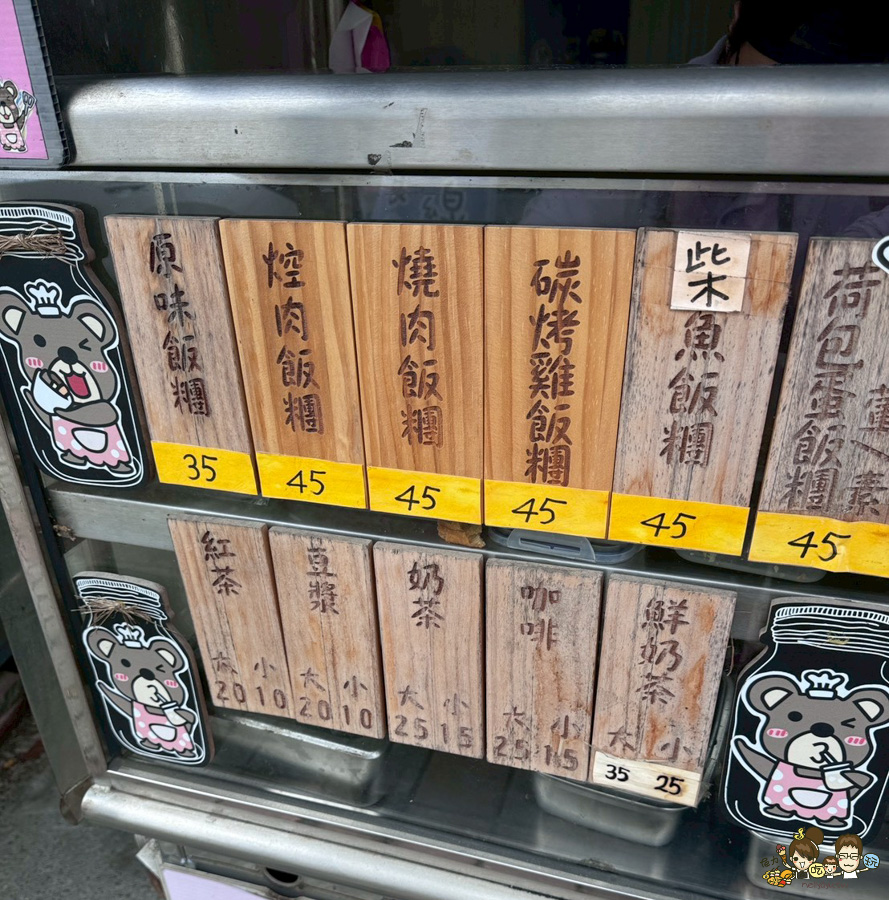 原味飯糰
35
焢肉飯糰
45
燒肉飯糰
45
碳烤雞飯糰
45
柴魚飯糰
45
荷包蛋飯糰
素
45
紅茶
大 小
20 10
豆漿
大 小
20 10
奶茶
大 小
25 15
咖啡
大 小
25 15
鮮奶茶
大 小
35 25